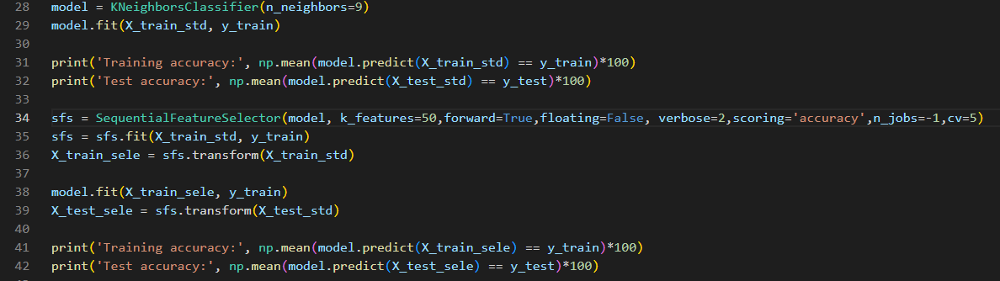 28 model = KNeighborsClassifier(n_neighbors=9)
29 model.fit(X_train_std, y_train)
30
31 print('Training accuracy:', np.mean(model.predict(X_train_std) == y_train)*100)
32 print('Test accuracy:', np.mean(model.predict(X_test_std) == y_test)*100)
33
34 sfs = SequentialFeatureSelector(model, k_features=50,forward=True,floating=False, verbose=2,scoring='accuracy',n_jobs=-1,cv=5)
35 sfs = sfs.fit(X_train_std, y_train)
36 X_train_sele = sfs.transform(X_train_std)
37
38 model.fit(X_train_sele, y_train)
39 X_test_sele = sfs.transform(X_test_std)
40
41 print('Training accuracy:', np.mean(model.predict(X_train_sele) == y_train)*100)
42 print('Test accuracy:', np.mean(model.predict(X_test_sele) == y_test)*100)